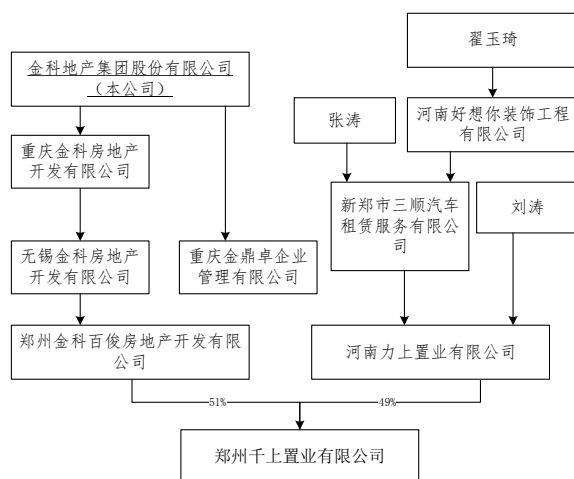 翟玉琦
金科地产集团股份有限公司
（本公司）
张涛
河南好想你装饰工程
有限公司
重庆金科房地产
开发有限公司
新郑市三顺汽车
租赁服务有限公
司
刘涛
无锡金科房地产
开发有限公司
重庆金鼎卓企业
管理有限公司
郑州金科百俊房地产开发有限
公司
河南力上置业有限公司
51%
49%
郑州千上置业有限公司